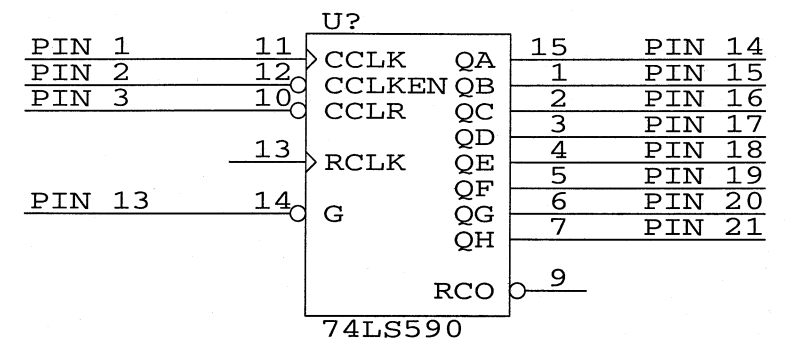 U?
PIN 1 11 CCLK QA 15 PIN 14
PIN 2 12 CCLKEN QB 1 PIN 15
PIN 3 10 CCLR QC 2 PIN 16
QD 3 PIN 17
13 RCLK QE 4 PIN 18
QF 5 PIN 19
PIN 13 14 G QG 6 PIN 20
QH 7 PIN 21
RCO 9
74LS590